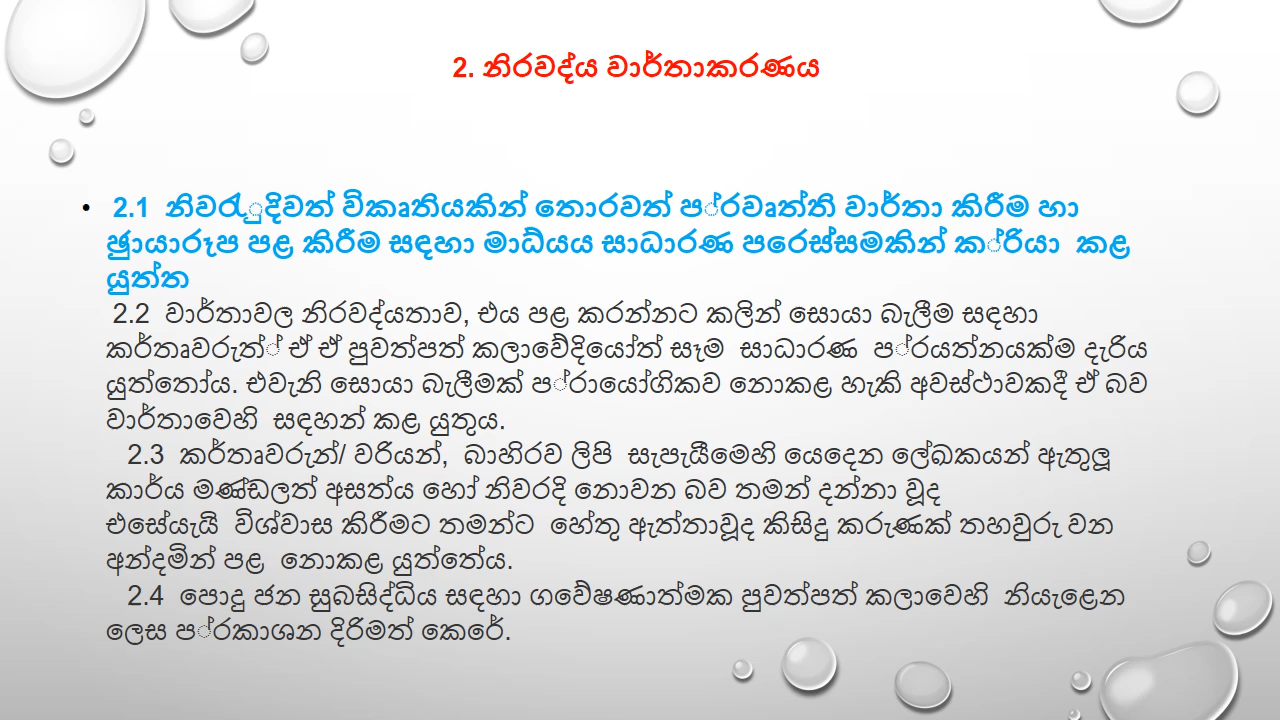 2. නිරවද්ය වාර්තාකරණය
• 2.1 නිවරැුදිවත් විකෘතියකින් තොරවත් ප්රවෘත්ති වාර්තා කිරීම හා
ඡායාරූප පළ කිරීම සඳහා මාධ්යය සාධාරණ පරෙස්සමකින් ක්රියා කළ
යුත්ත
2.2 වාර්තාවල නිරවද්යතාව, එය පළ කරන්නට කලින් සොයා බැලීම සඳහා
කර්තෘවරුත්් ඒ ඒ පුවත්පත් කලාවේදියෝත් සෑම සාධාරණ ප්රයත්නයක්ම දැරිය
යුත්තෝය. එවැනි සොයා බැලීමක් ප්රායෝගිකව නොකළ හැකි අවස්ථාවකදී ඒ බව
වාර්තාවෙහි සඳහන් කළ යුතුය.
2.3 කර්තෘවරුන්/ වරියන්, බාහිරව ලිපි සැපැයීමෙහි යෙදෙන ලේඛකයන් ඇතුලූ
කාර්ය මණ්ඩලත් අසත්ය හෝ නිවරදි නොවන බව තමන් දන්නා වූද
එසේයැයි විශ්වාස කිරීමට තමන්ට හේතු ඇත්තාවූද කිසිදු කරුණක් තහවුරු වන
අන්දමින් පළ නොකළ යුත්තේය.
2.4 පොදු ජන සුබසිද්ධිය සඳහා ගවේෂණාත්මක පුවත්පත් කලාවෙහි නියැළෙන
ලෙස ප්රකාශන දිරිමත් කෙරේ.